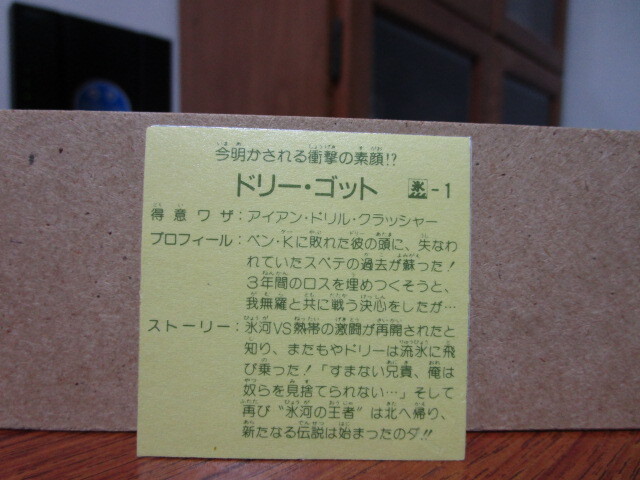 今明かされる衝撃の素顔!?
ドリー・ゴット 氷-1
得意ワザ:アイアン・ドリル・クラッシャー
プロフィール:ベン・Kに敗れた彼の頭に、失なわ
れていたスベテの過去が蘇った!
3年間のロスを埋めつくそうと、
我無羅と共に戦う決心をしたが…
ストーリー:氷河VS熱帯の激闘が再開されたと
知り、またもやドリーは流氷に飛
び乗った!「すまない兄貴、俺は
奴らを見捨てられない…」そして
再び“氷河の王者”は北へ帰り、
新たなる伝説は始まったのダ!!